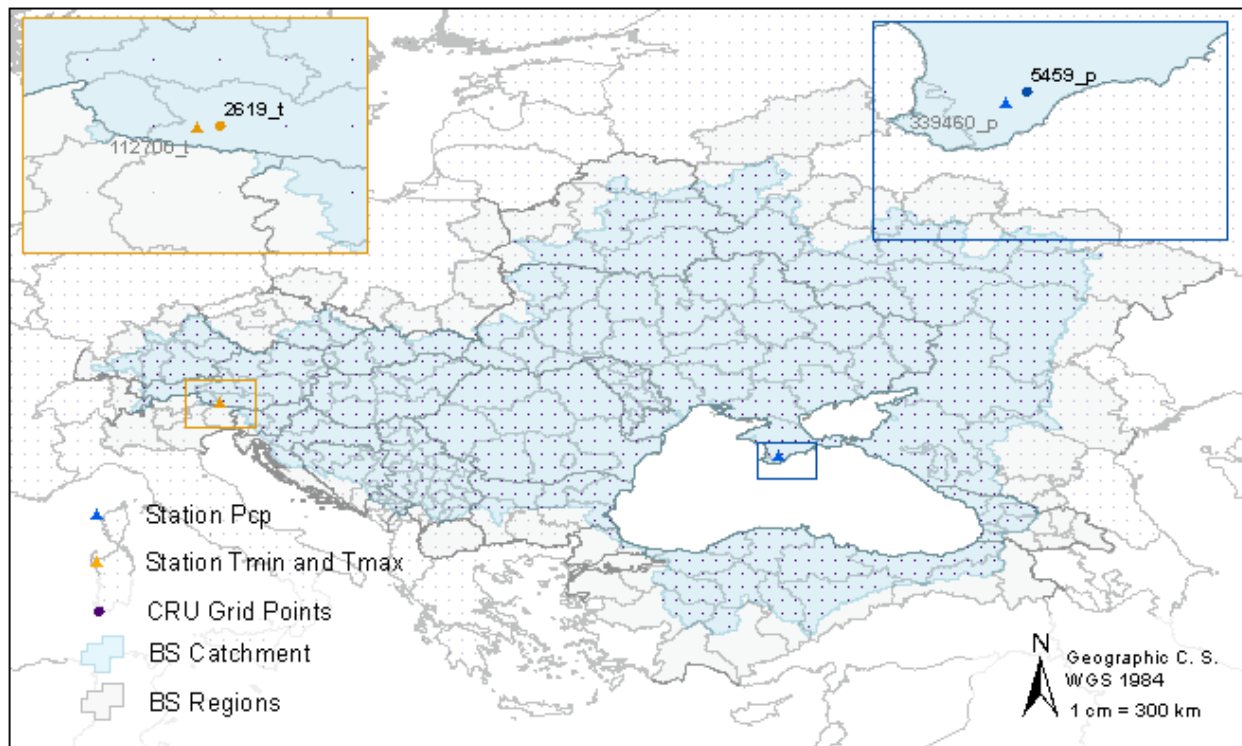 2619_t
112700_t
5459_p
339460_p
Station Pcp
Station Tmin and Tmax
CRU Grid Points
BS Catchment
BS Regions
N
Geographic C. S.
WGS 1984
1 cm = 300 km